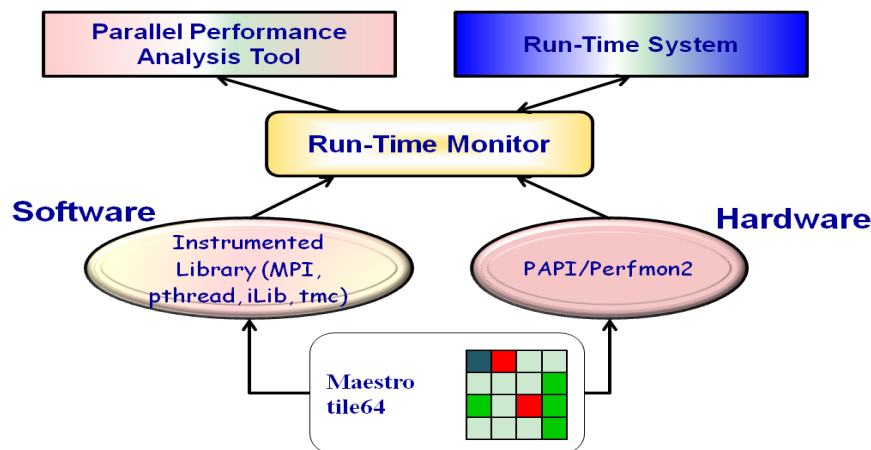 Parallel Performance
Analysis Tool
Run-Time System
Run-Time Monitor
Software
Hardware
Instrumented
Library (MPI,
pthread, iLib, tmc)
PAPI/Perfmon2
Maestro
tile64